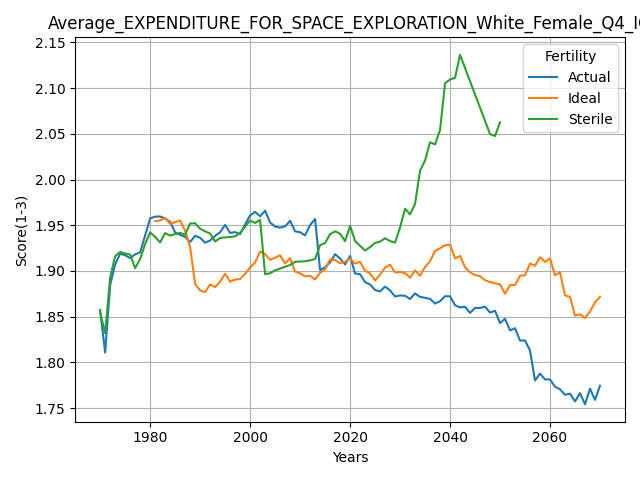 Average_EXPENDITURE_FOR_SPACE_EXPLORATION_White_Female_Q4_I
2.15
2.10
2.05
2.00
1.95
1.90
1.85
1.80
1.75
Score(1-3)
Fertility
Actual
Ideal
Sterile
1980
2000
2020
2040
2060
Years